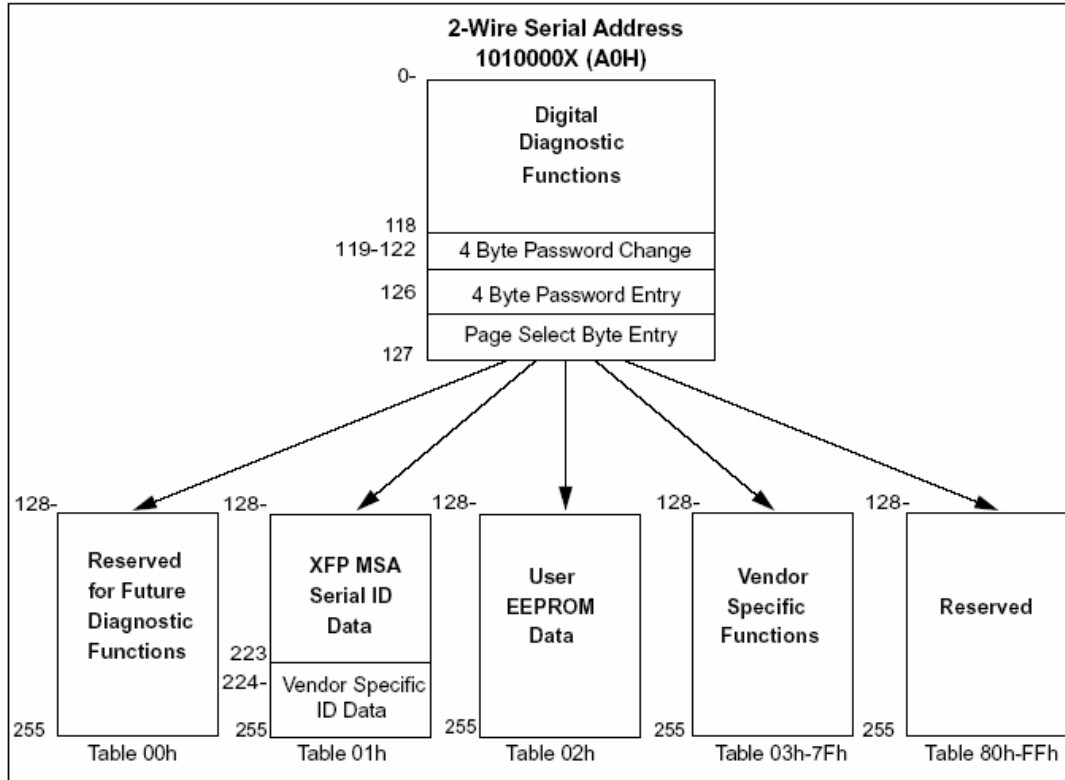 2-Wire Serial Address
1010000X (A0H)
0-
Digital
Diagnostic
Functions
118
119-122
4 Byte Password Change
126
4 Byte Password Entry
Page Select Byte Entry
127
128-
Reserved
for Future
Diagnostic
Functions
255
Table 00h
128-
XFP MSA
Serial ID
Data
223
224-
Vendor Specific
ID Data
255
Table 01h
128-
User
EEPROM
Data
255
Table 02h
128-
Vendor
Specific
Functions
255
Table 03h-7Fh
128-
Reserved
255
Table 80h-FFh